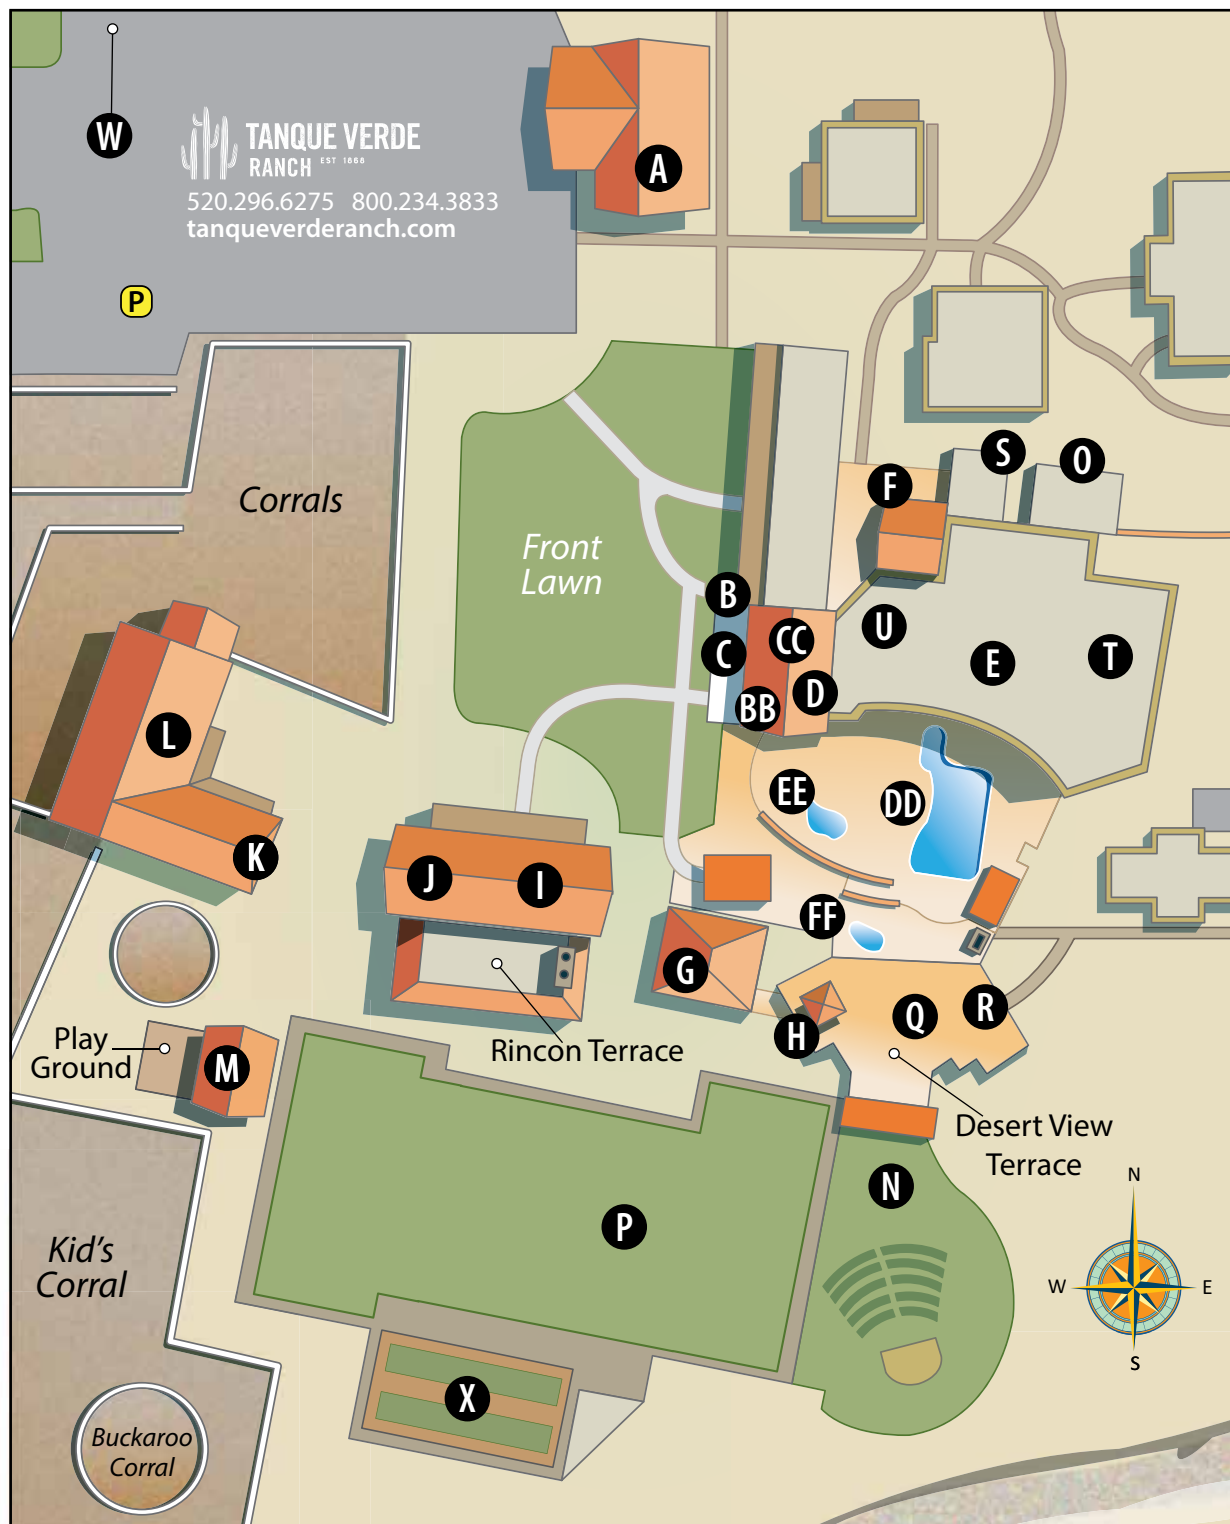 W
TANQUE VERDE
RANCH EST 1868
520.296.6275 800.234.3833
tanqueverderanch.com
P
A
Corrals
Front
Lawn
S
O
F
B
U
CC
C
E
T
D
BB
L
EE
DD
K
J
I
FF
G
Q
R
H
Play
Ground
M
Rincon Terrace
Desert View
Terrace
N
P
Kid's
Corral
N
W
E
S
X
Buckaroo
Corral